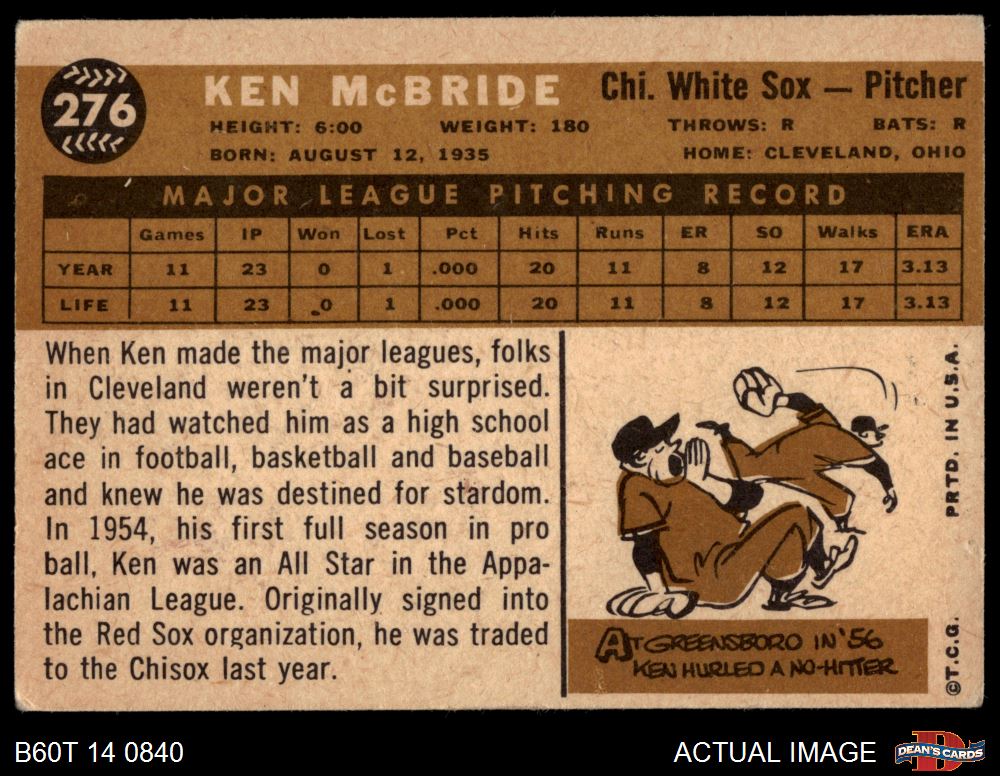 276
KEN McBRIDE Chi. White Sox — Pitcher
HEIGHT: 6:00 WEIGHT: 180 THROWS: R BATS: R
BORN: AUGUST 12, 1935 HOME: CLEVELAND, OHIO
MAJOR LEAGUE PITCHING RECORD
Games IP Won Lost Pct Hits Runs ER SO Walks ERA
YEAR 11 23 0 1 .000 20 11 8 12 17 3.13
LIFE 11 23 0 1 .000 20 11 8 12 17 3.13
When Ken made the major leagues, folks
in Cleveland weren't a bit surprised.
They had watched him as a high school
ace in football, basketball and baseball
and knew he was destined for stardom.
In 1954, his first full season in pro
ball, Ken was an All Star in the Appa-
lachian League. Originally signed into
the Red Sox organization, he was traded
to the Chisox last year.
AT GREENSBORO IN '56
KEN HURLED A NO-HITTER
©T.C.G. PRTD. IN U.S.A.
B60T 14 0840 ACTUAL IMAGE
D
DEAN'S CARDS